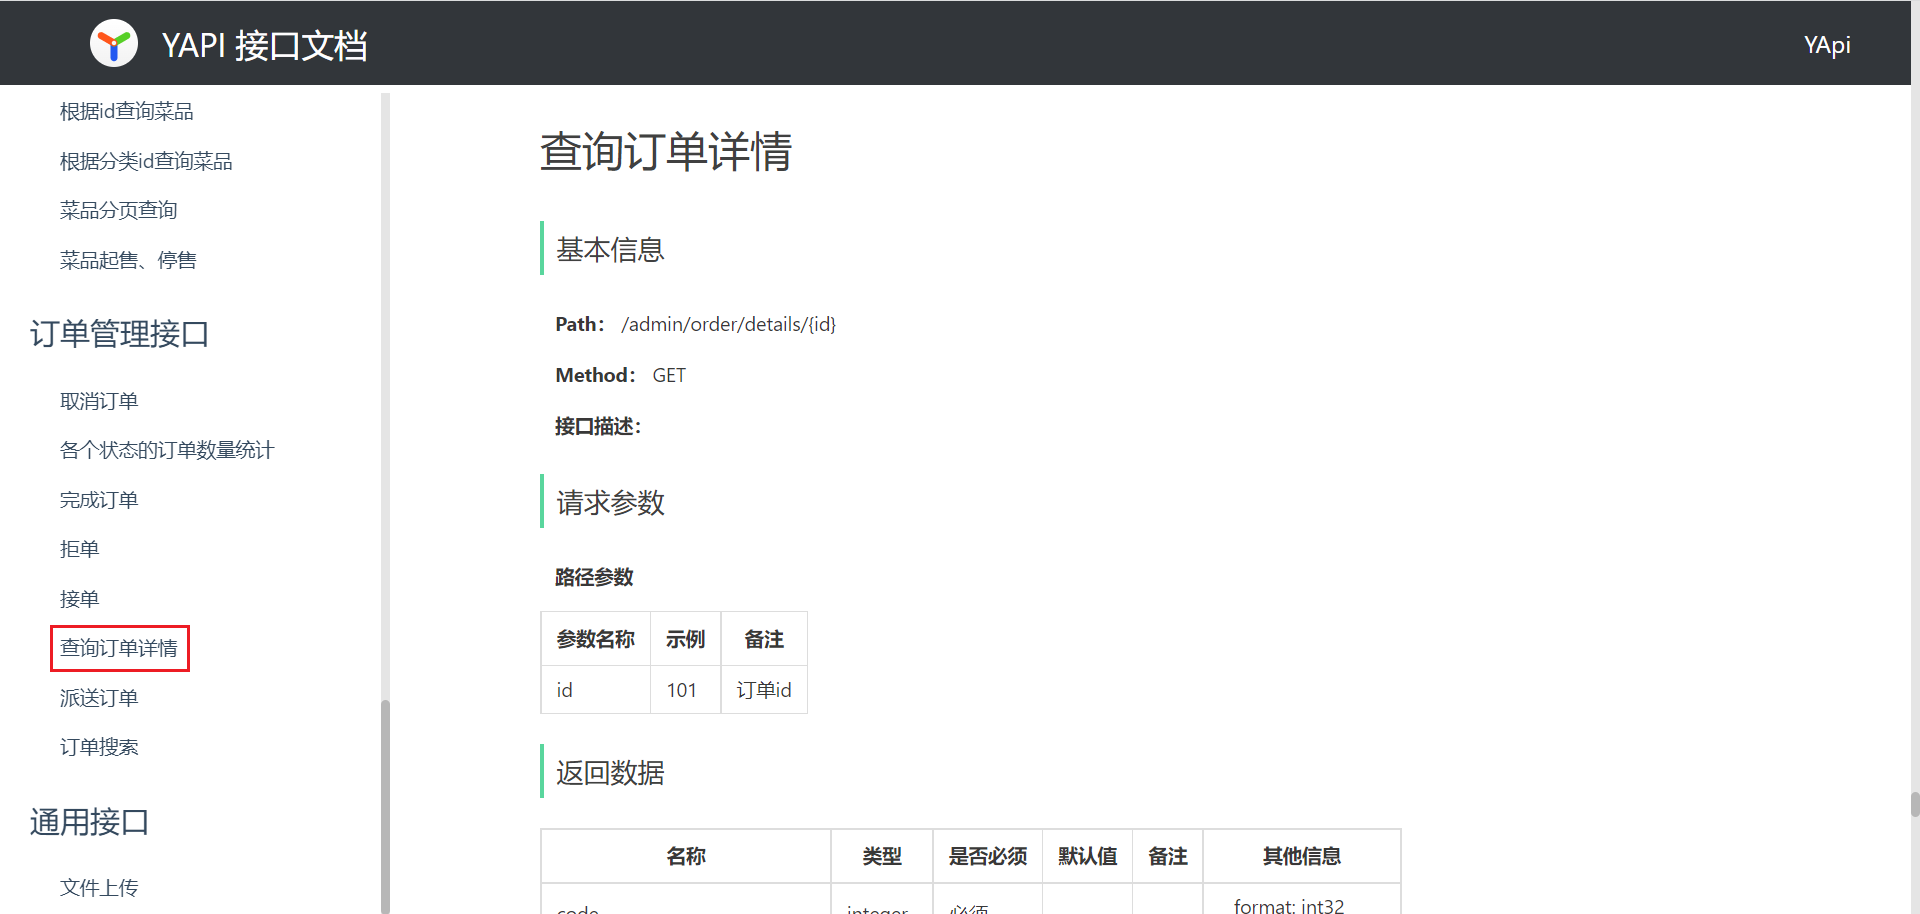 YAPI 接口文档
YApi
根据id查询菜品
根据分类id查询菜品
菜品分页查询
菜品起售、停售
订单管理接口
取消订单
各个状态的订单数量统计
完成订单
拒单
接单
查询订单详情
派送订单
订单搜索
通用接口
文件上传
查询订单详情
基本信息
Path： /admin/order/details/{id}
Method： GET
接口描述：
请求参数
路径参数
参数名称 示例 备注
id 101 订单id
返回数据
名称 类型 是否必须 默认值 备注 其他信息
code integer 必须 format: int32